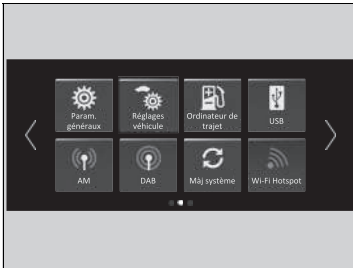 Param.
généraux
Réglages
véhicule
Ordinateur de
trajet
USB
AM
DAB
Màj système
Wi-Fi Hotspot